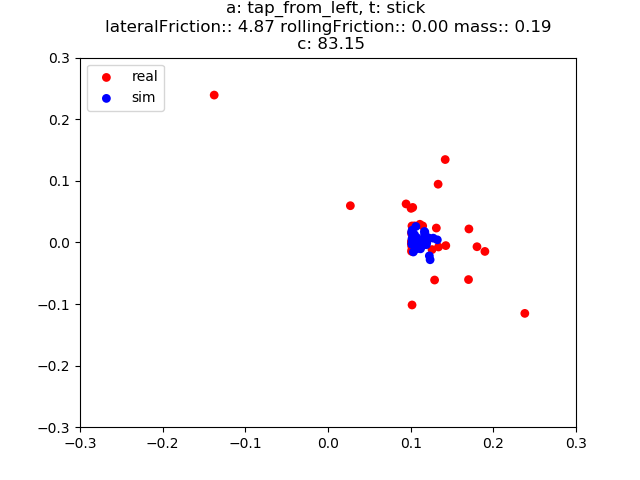 a: tap_from_left, t: stick
lateralFriction:: 4.87 rollingFriction:: 0.00 mass:: 0.19
c: 83.15
real
sim
0.3
0.2
0.1
0.0
−0.1
−0.2
−0.3
−0.3 −0.2 −0.1 0.0 0.1 0.2 0.3